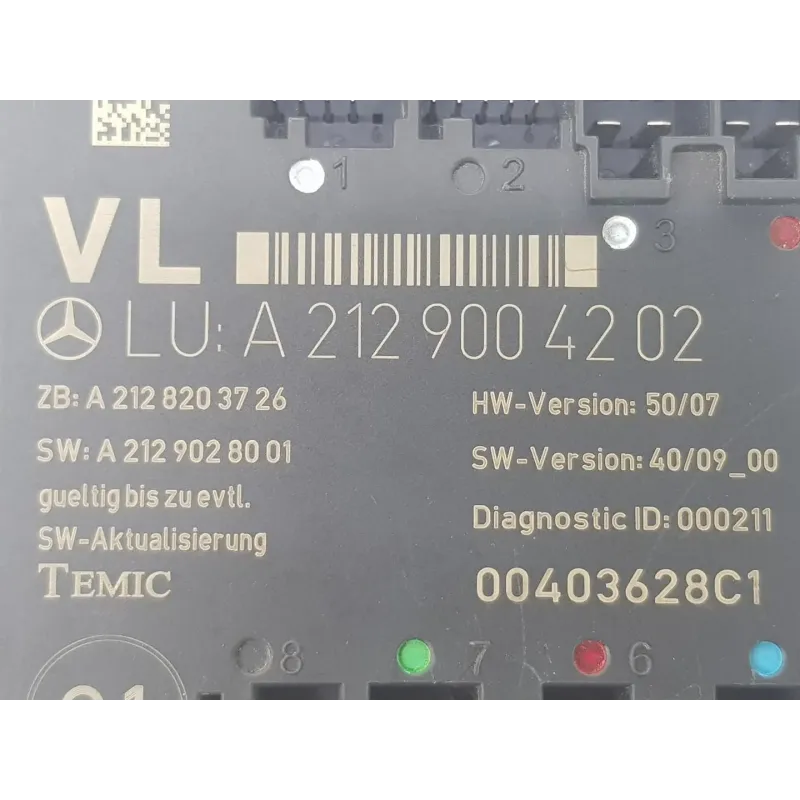 1 2
VL 3
LU: A 212 900 42 02
ZB: A 212 820 37 26 HW-Version: 50/07
SW: A 212 902 80 01 SW-Version: 40/09_00
gueltig bis zu evtl. Diagnostic ID: 000211
SW-Aktualisierung
TEMIC 00403628C1
8 7 6